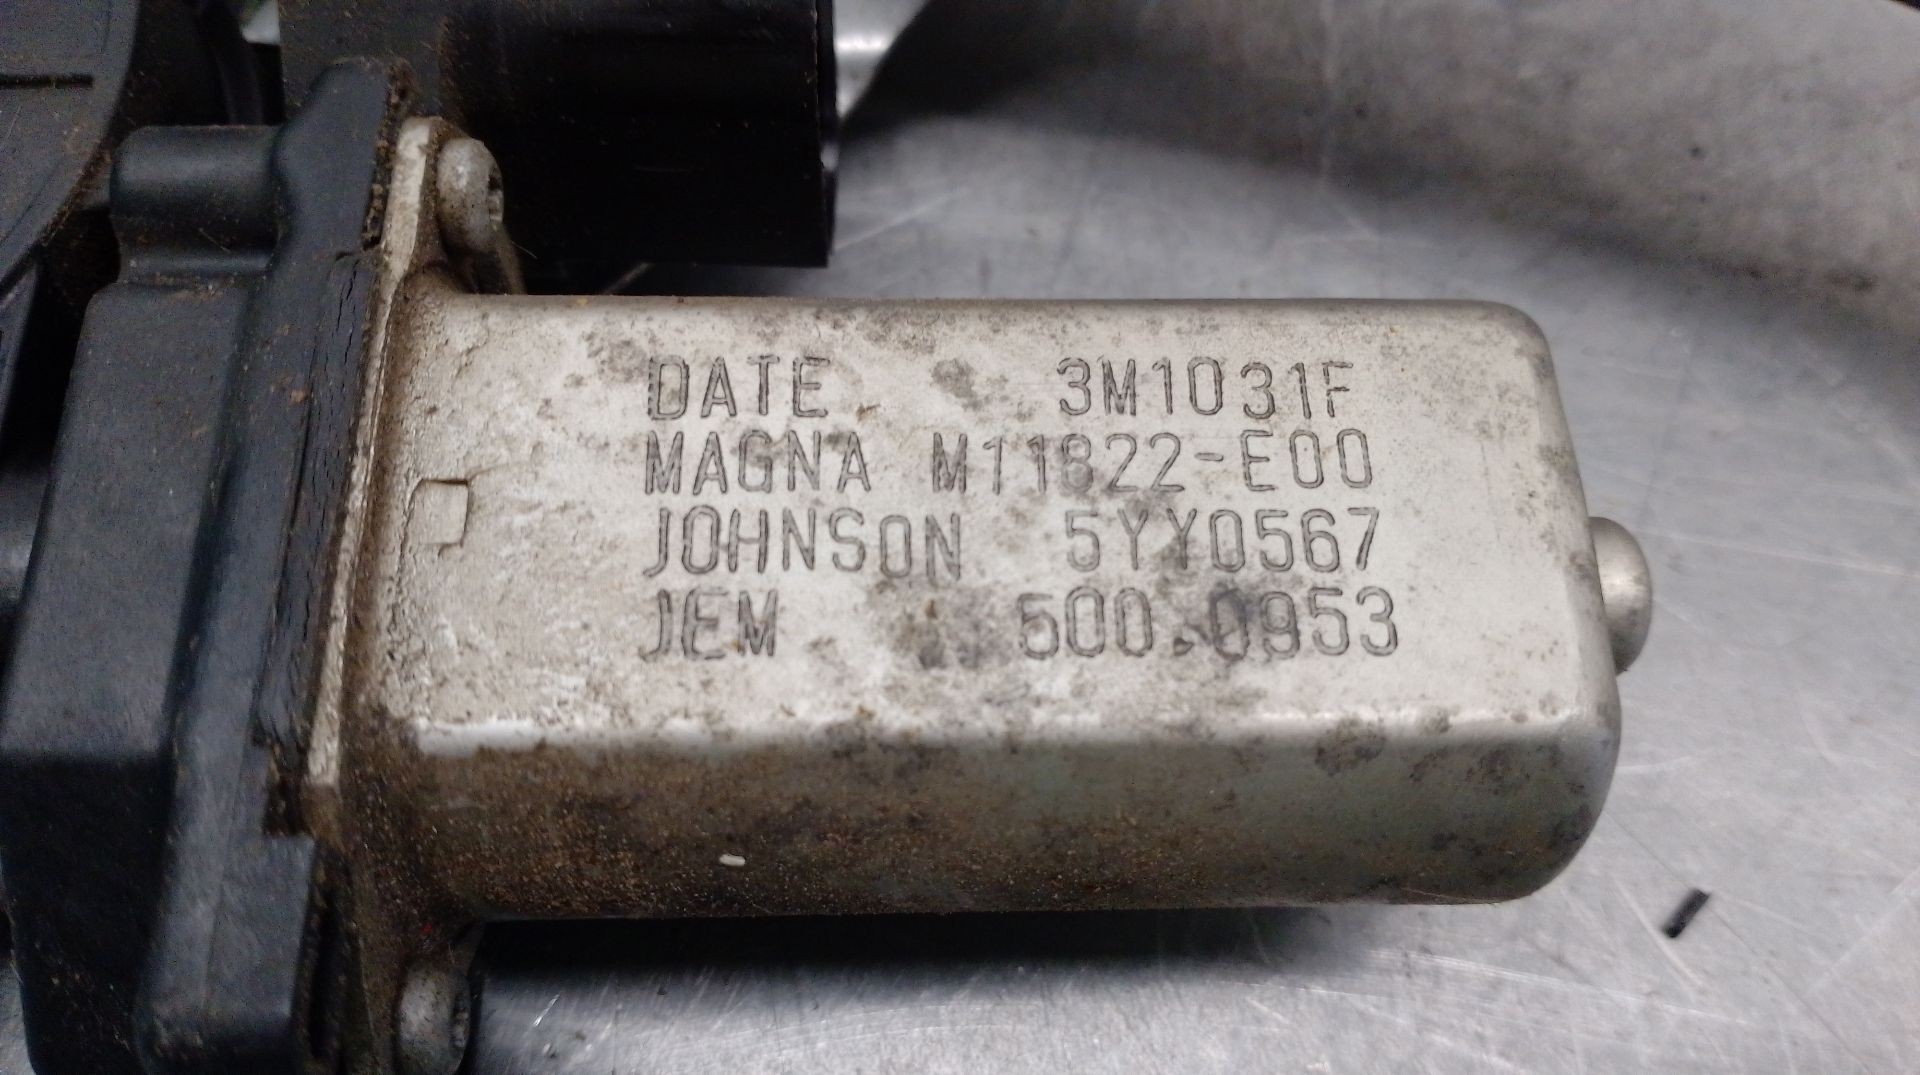 DATE 3M1031F
MAGNA M11822-E00
JOHNSON 5YY0567
JEM 500.0953